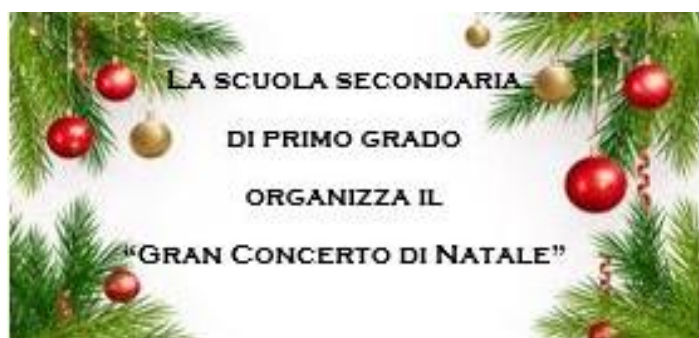 La scuola secondaria
di primo grado
organizza il
“Gran Concerto di Natale”